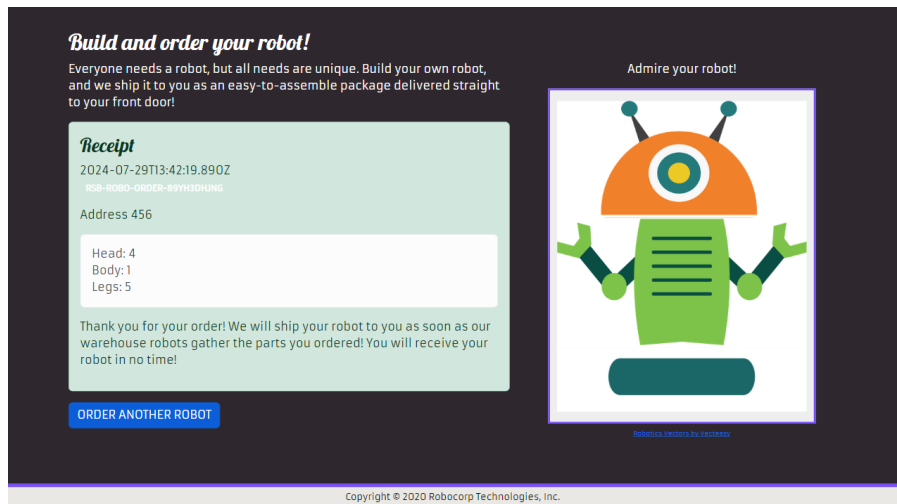 Build and order your robot!
Everyone needs a robot, but all needs are unique. Build your own robot,
and we ship it to you as an easy-to-assemble package delivered straight
to your front door!
Receipt
2024-07-29T13:42:19.890Z
RSB-ROBO-ORDER-89YH3DHJNG
Address 456
Head: 4
Body: 1
Legs: 5
Thank you for your order! We will ship your robot to you as soon as our
warehouse robots gather the parts you ordered! You will receive your
robot in no time!
ORDER ANOTHER ROBOT
Admire your robot!
Robotics Vectors by Vecteezy
Copyright © 2020 Robocorp Technologies, Inc.